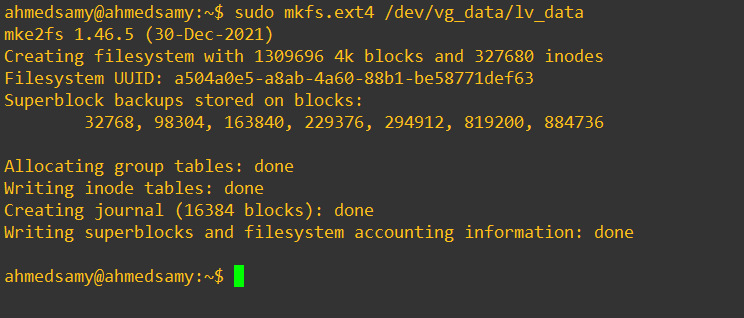 ahmedsamy@ahmedsamy:~$ sudo mkfs.ext4 /dev/vg_data/lv_data
mke2fs 1.46.5 (30-Dec-2021)
Creating filesystem with 1309696 4k blocks and 327680 inodes
Filesystem UUID: a504a0e5-a8ab-4a60-88b1-be58771def63
Superblock backups stored on blocks:
        32768, 98304, 163840, 229376, 294912, 819200, 884736

Allocating group tables: done
Writing inode tables: done
Creating journal (16384 blocks): done
Writing superblocks and filesystem accounting information: done

ahmedsamy@ahmedsamy:~$